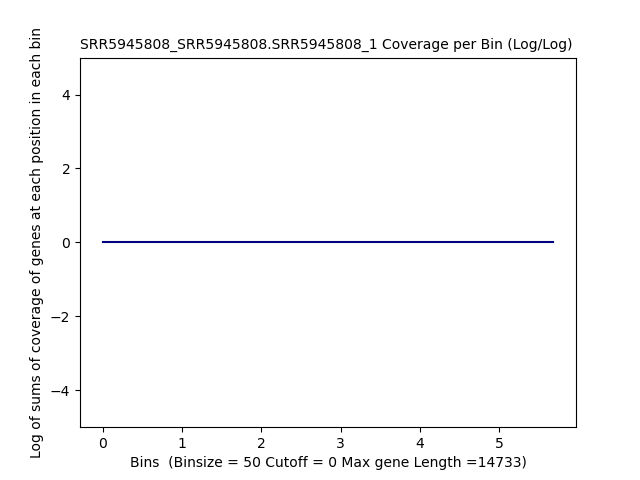 SRR5945808_SRR5945808.SRR5945808_1 Coverage per Bin (Log/Log)
Log of sums of coverage of genes at each position in each bin
4
2
0
−2
−4
0 1 2 3 4 5
Bins  (Binsize = 50 Cutoff = 0 Max gene Length =14733)